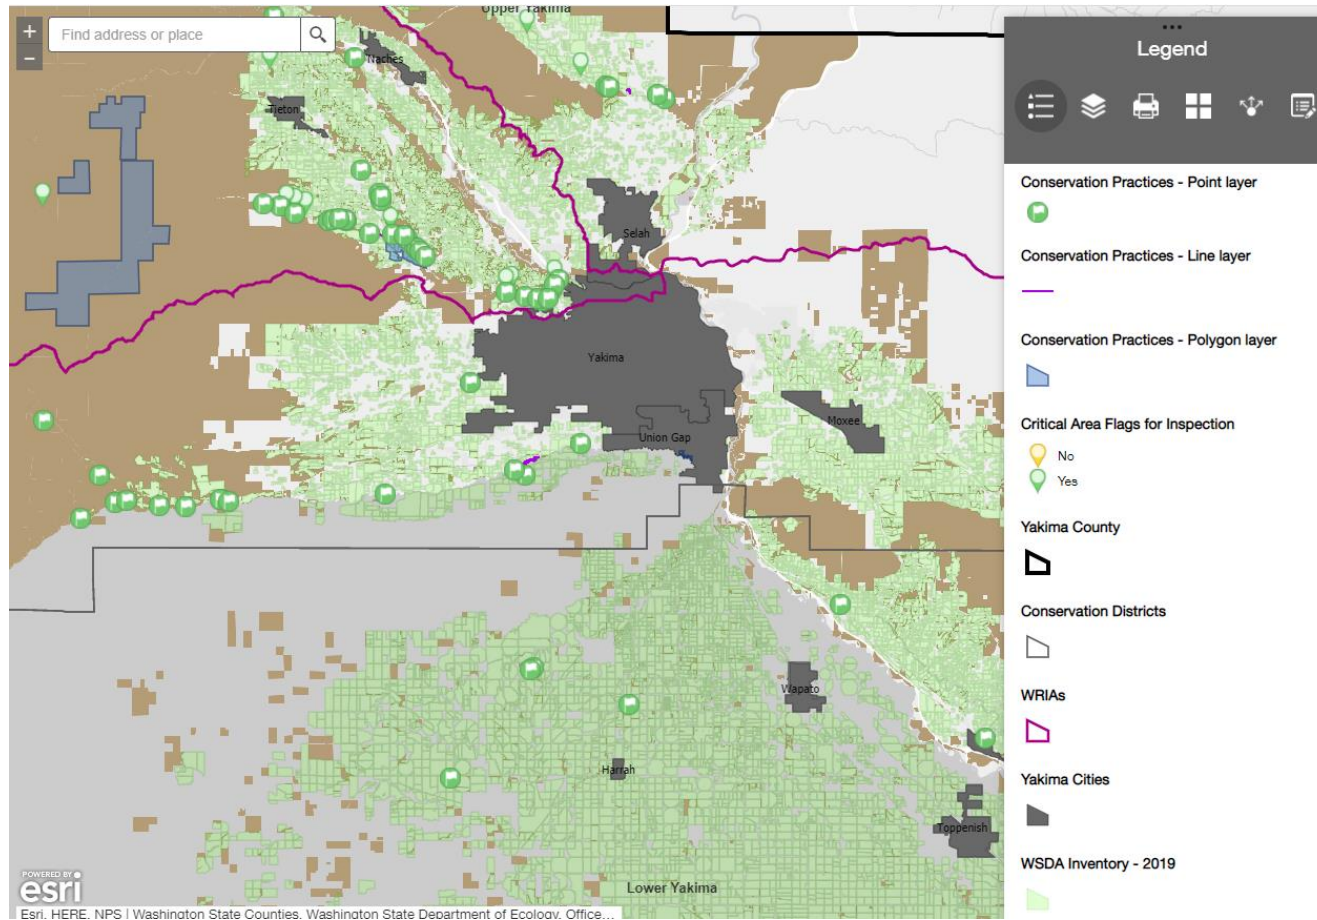 +
Find address or place
−
Upper Yakima
Naches
Tieton
Selah
Yakima
Union Gap
Moxee
Wapato
Harrah
Toppenish
Lower Yakima
POWERED BY
esri
Esri, HERE, NPS | Washington State Counties, Washington State Department of Ecology, Office...
Legend
Conservation Practices - Point layer
Conservation Practices - Line layer
Conservation Practices - Polygon layer
Critical Area Flags for Inspection
No
Yes
Yakima County
Conservation Districts
WRIAs
Yakima Cities
WSDA Inventory - 2019